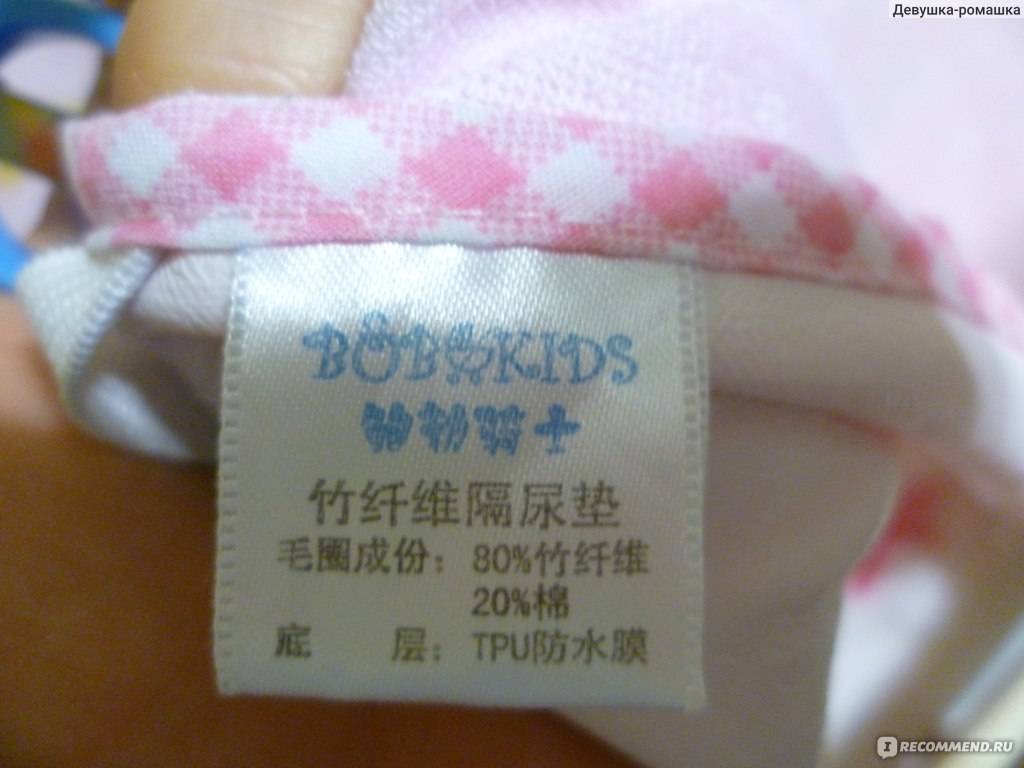 Девушка-ромашка
BOBOKIDS
竹纤维隔尿垫
毛圈成份：80%竹纤维
20%棉
底 层：TPU防水膜
RECOMMEND.RU